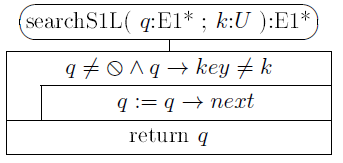 searchS1L( q:E1* ; k:U ):E1*
q ≠ ⦸ ∧ q → key ≠ k
q := q → next
return q